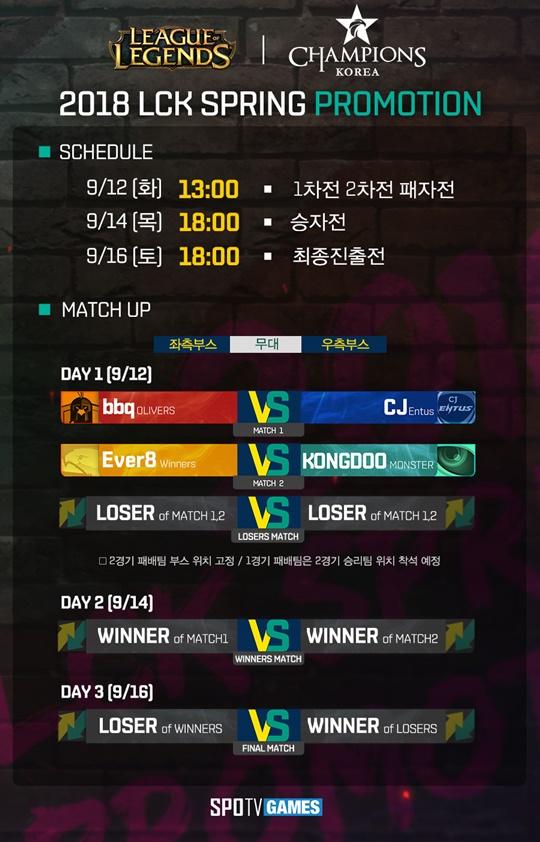 LEAGUE OF LEGENDS
CHAMPIONS
KOREA
2018 LCK SPRING PROMOTION
SCHEDULE
9/12 (화) 13:00 ▪ 1차전 2차전 패자전
9/14 (목) 18:00 ▪ 승자전
9/16 (토) 18:00 ▪ 최종진출전
MATCH UP
좌측부스 무대 우측부스
DAY 1 (9/12)
bbq OLIVERS VS CJ Entus CJ ENTUS
MATCH 1
Ever8 Winners VS KONGDOO MONSTER
MATCH 2
LOSER of MATCH 1,2 VS LOSER of MATCH 1,2
LOSERS MATCH
□ 2경기 패배팀 부스 위치 고정 / 1경기 패배팀은 2경기 승리팀 위치 착석 예정
DAY 2 (9/14)
WINNER of MATCH1 VS WINNER of MATCH2
WINNERS MATCH
DAY 3 (9/16)
LOSER of WINNERS VS WINNER of LOSERS
FINAL MATCH
SPOTV GAMES